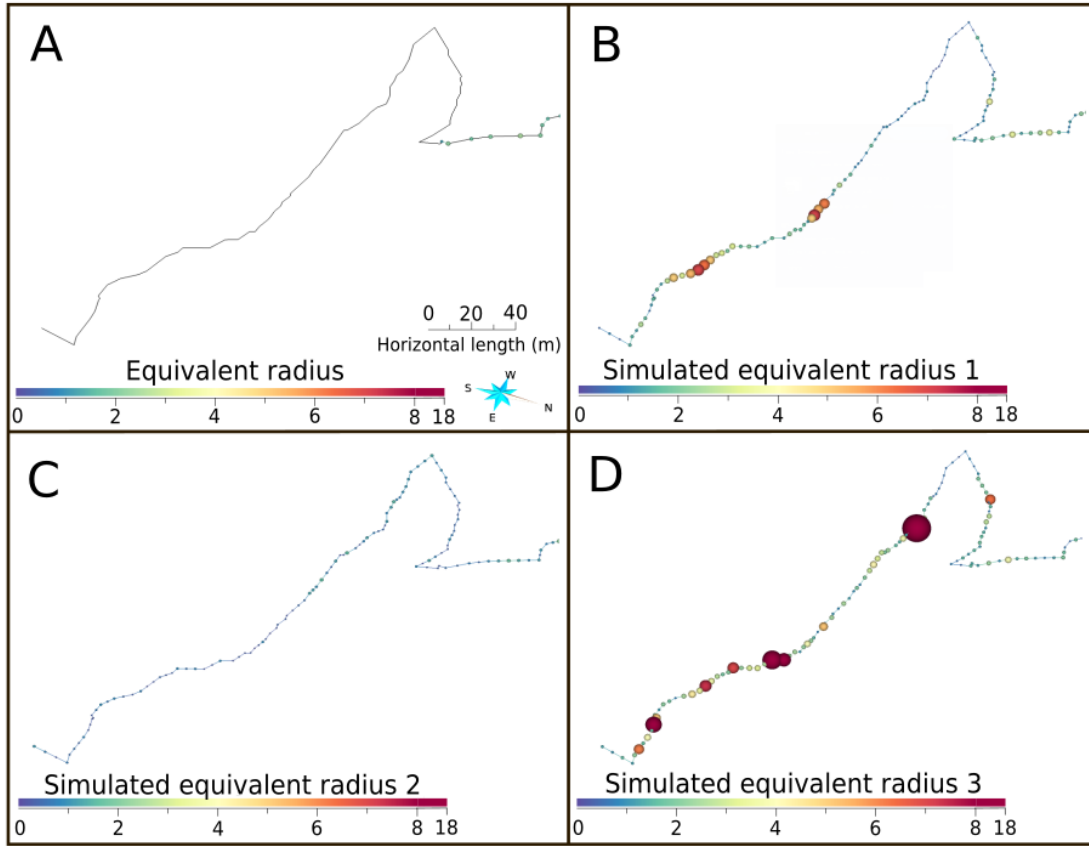 A
0 20 40
Horizontal length (m)
Equivalent radius
0 2 4 6 8 18
W
S
N
E
B
Simulated equivalent radius 1
0 2 4 6 8 18
C
Simulated equivalent radius 2
0 2 4 6 8 18
D
Simulated equivalent radius 3
0 2 4 6 8 18